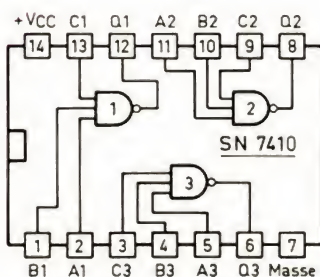 +VCC C1 Q1 A2 B2 C2 Q2
14 13 12 11 10 9 8
1 2
SN 7410
3
1 2 3 4 5 6 7
B1 A1 C3 B3 A3 Q3 Masse